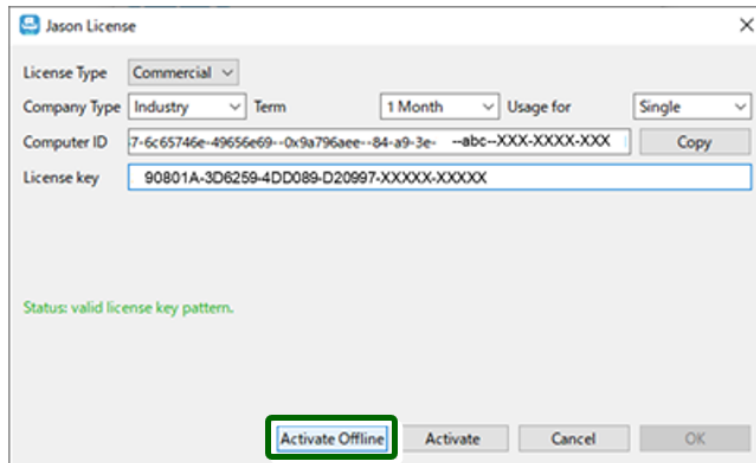 Jason License
License Type Commercial
Company Type Industry Term 1 Month Usage for Single
Computer ID 7-6c65746e-49656e69--0x9a796aee--84-a9-3e- --abc--XXX-XXXX-XXX Copy
License key 90801A-3D6259-4DD089-D20997-XXXXX-XXXXX
Status: valid license key pattern.
Activate Offline Activate Cancel OK